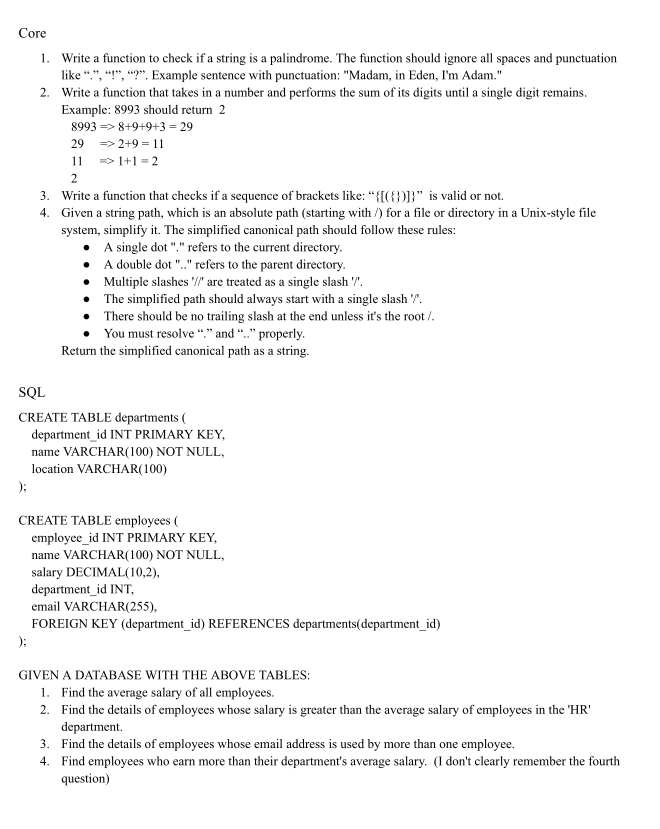 Core
1. Write a function to check if a string is a palindrome. The function should ignore all spaces and punctuation
like “.”, “!”, “?”. Example sentence with punctuation: "Madam, in Eden, I'm Adam."
2. Write a function that takes in a number and performs the sum of its digits until a single digit remains.
Example: 8993 should return 2
8993 => 8+9+9+3 = 29
29 => 2+9 = 11
11 => 1+1 = 2
2
3. Write a function that checks if a sequence of brackets like: “{[({})]}” is valid or not.
4. Given a string path, which is an absolute path (starting with /) for a file or directory in a Unix-style file
system, simplify it. The simplified canonical path should follow these rules:
● A single dot "." refers to the current directory.
● A double dot ".." refers to the parent directory.
● Multiple slashes '//' are treated as a single slash '/'.
● The simplified path should always start with a single slash '/'.
● There should be no trailing slash at the end unless it's the root /.
● You must resolve “.” and “..” properly.
Return the simplified canonical path as a string.
SQL
CREATE TABLE departments (
department_id INT PRIMARY KEY,
name VARCHAR(100) NOT NULL,
location VARCHAR(100)
);
CREATE TABLE employees (
employee_id INT PRIMARY KEY,
name VARCHAR(100) NOT NULL,
salary DECIMAL(10,2),
department_id INT,
email VARCHAR(255),
FOREIGN KEY (department_id) REFERENCES departments(department_id)
);
GIVEN A DATABASE WITH THE ABOVE TABLES:
1. Find the average salary of all employees.
2. Find the details of employees whose salary is greater than the average salary of employees in the 'HR'
department.
3. Find the details of employees whose email address is used by more than one employee.
4. Find employees who earn more than their department's average salary. (I don't clearly remember the fourth
question)